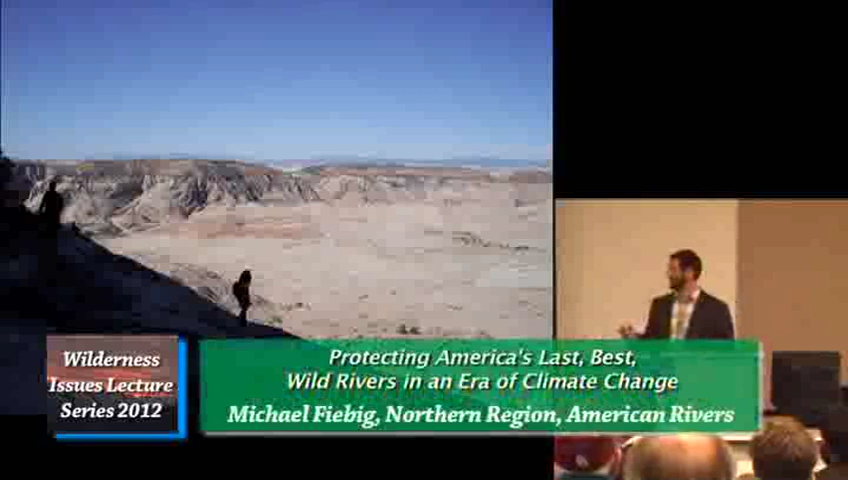 Wilderness
Issues Lecture
Series 2012
Protecting America's Last, Best,
Wild Rivers in an Era of Climate Change
Michael Fiebig, Northern Region, American Rivers